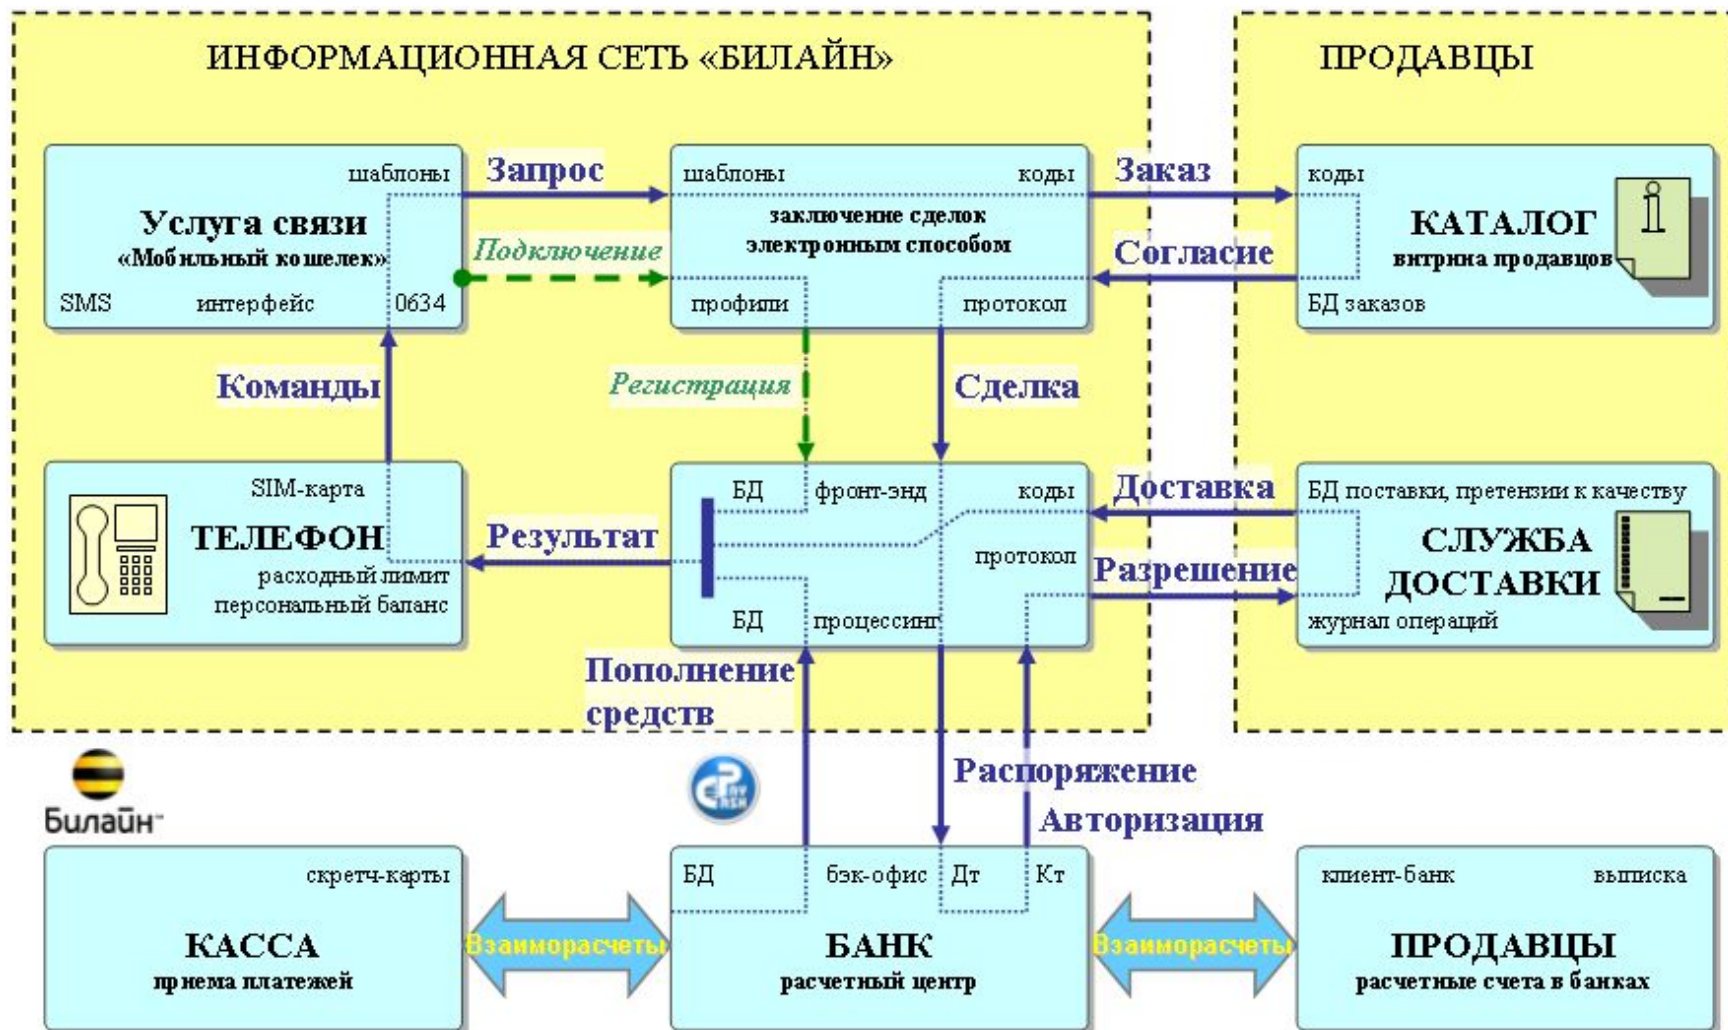 ИНФОРМАЦИОННАЯ СЕТЬ «БИЛАЙН»
ПРОДАВЦЫ
шаблоны
Услуга связи
«Мобильный кошелек»
SMS интерфейс 0634
Запрос
Подключение
шаблоны коды
заключение сделок
электронным способом
профили протокол
Заказ
Согласие
коды
КАТАЛОГ
витрина продавцов
БД заказов
Команды
Регистрация
Сделка
SIM-карта
ТЕЛЕФОН
расходный лимит
персональный баланс
Результат
БД фронт-энд коды
протокол
БД процессинг
Доставка
Разрешение
БД поставки, претензии к качеству
СЛУЖБА
ДОСТАВКИ
журнал операций
Пополнение
средств
Распоряжение
Авторизация
Билайн™
скретч-карты
КАССА
приема платежей
Взаиморасчеты
БД бэк-офис Дт Кт
БАНК
расчетный центр
Взаиморасчеты
клиент-банк выписка
ПРОДАВЦЫ
расчетные счета в банках